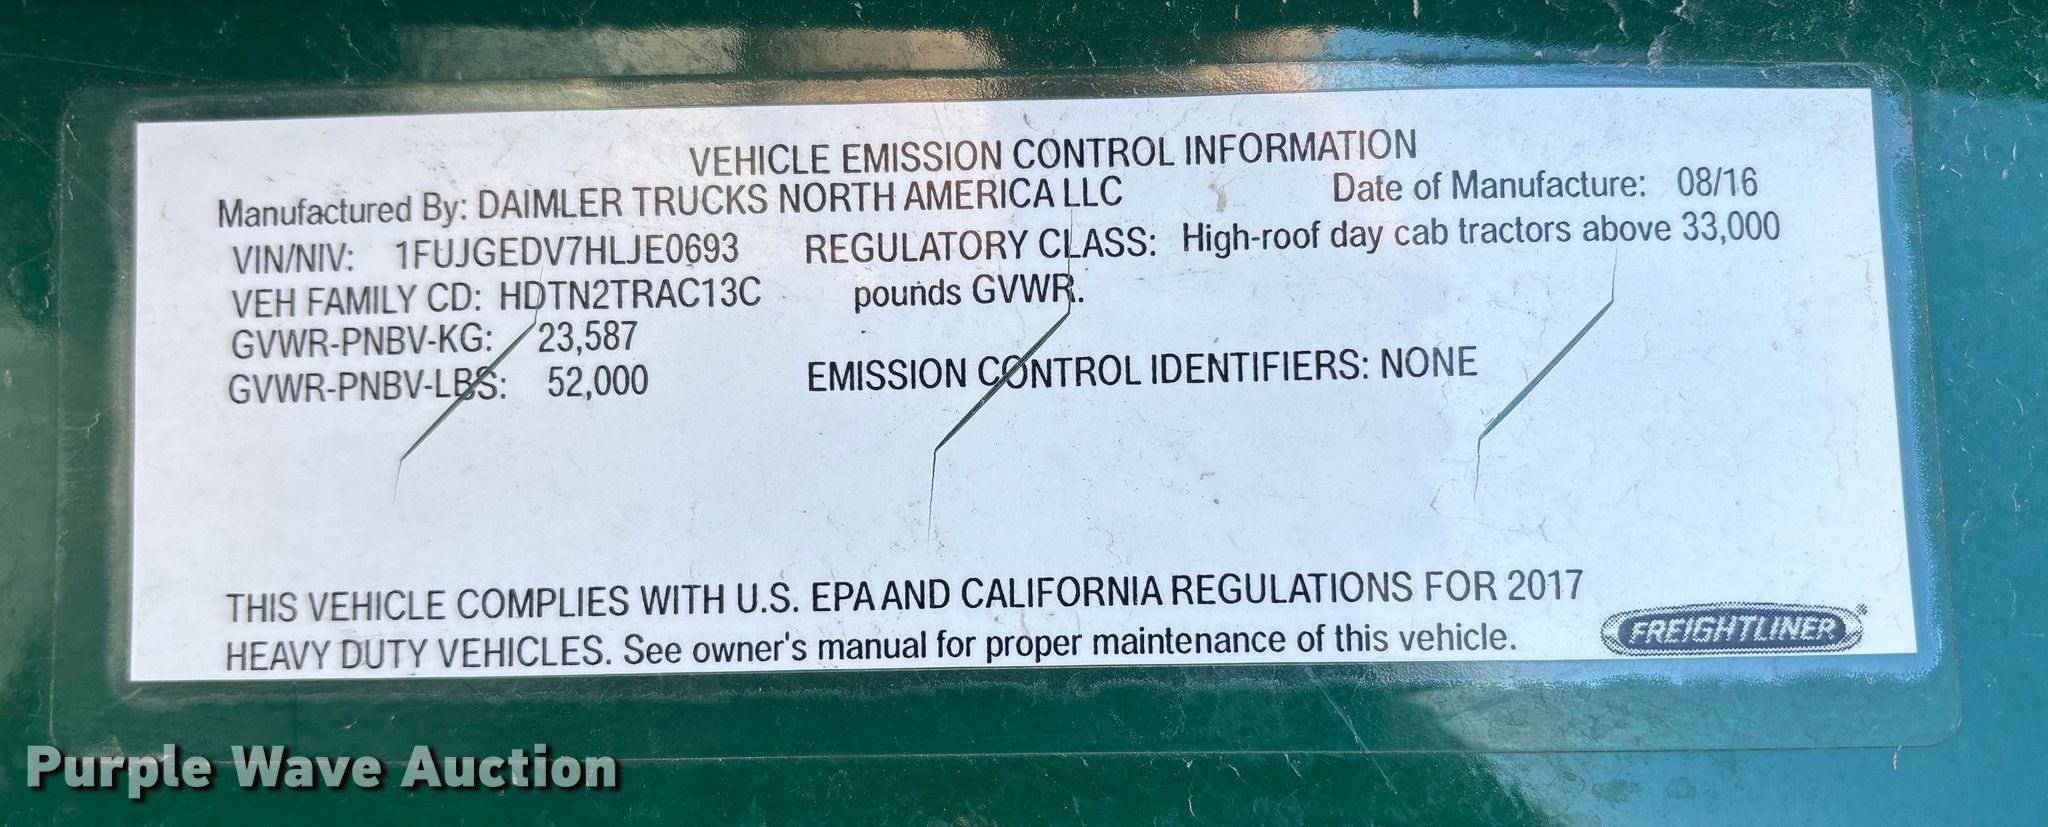 VEHICLE EMISSION CONTROL INFORMATION
Manufactured By: DAIMLER TRUCKS NORTH AMERICA LLC Date of Manufacture: 08/16
VIN/NIV: 1FUJGEDV7HLJE0693 REGULATORY CLASS: High-roof day cab tractors above 33,000
VEH FAMILY CD: HDTN2TRAC13C pounds GVWR.
GVWR-PNBV-KG: 23,587
GVWR-PNBV-LBS: 52,000 EMISSION CONTROL IDENTIFIERS: NONE
THIS VEHICLE COMPLIES WITH U.S. EPA AND CALIFORNIA REGULATIONS FOR 2017
HEAVY DUTY VEHICLES. See owner's manual for proper maintenance of this vehicle.
FREIGHTLINER®
Purple Wave Auction